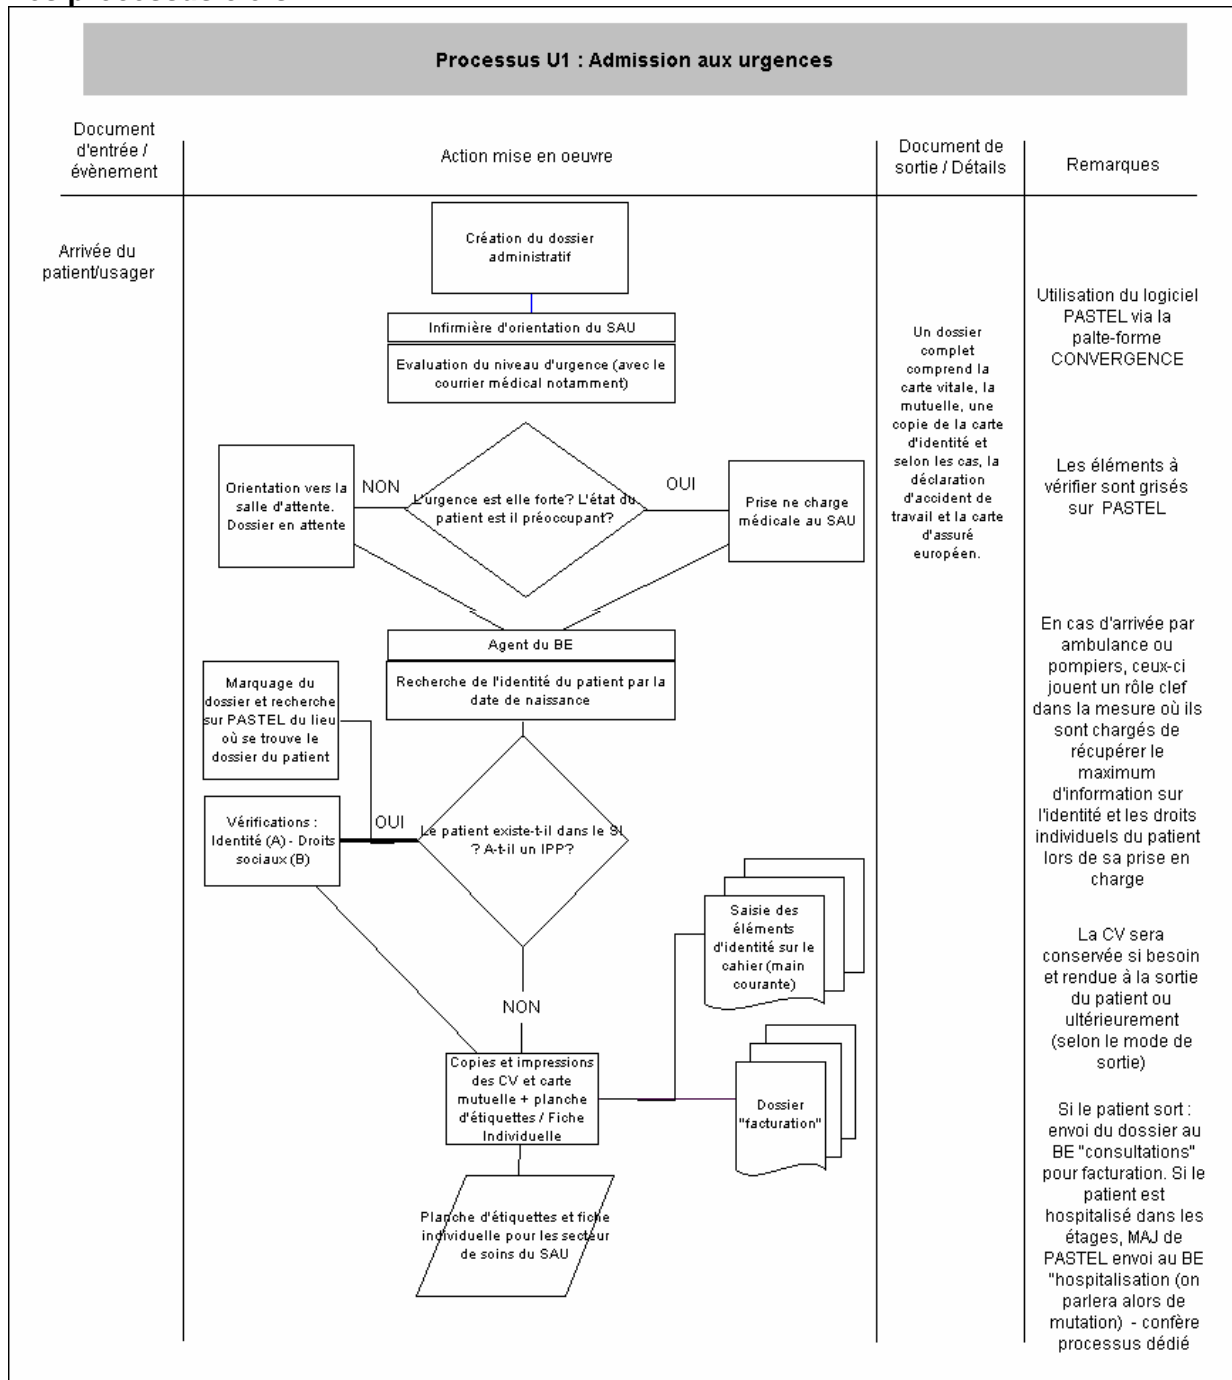 Processus U1 : Admission aux urgences
Document
d'entrée /
évènement
Action mise en oeuvre
Document de
sortie / Détails
Remarques
Arrivée du
patient/usager
Création du dossier
administratif
Infirmière d'orientation du SAU
Evaluation du niveau d'urgence (avec le
courrier médical notamment)
Orientation vers la
salle d'attente.
Dossier en attente
NON
L'urgence est elle forte? L'état du
patient est il préoccupant?
OUI
Prise ne charge
médicale au SAU
Agent du BE
Recherche de l'identité du patient par la
date de naissance
Marquage du
dossier et recherche
sur PASTEL du lieu
où se trouve le
dossier du patient
Vérifications :
Identité (A) - Droits
sociaux (B)
OUI
Le patient existe-t-il dans le SI
? A-t-il un IPP?
NON
Saisie des
éléments
d'identité sur le
cahier (main
courante)
Copies et impressions
des CV et carte
mutuelle + planche
d'étiquettes / Fiche
Individuelle
Dossier
"facturation"
Planche d'étiquettes et fiche
individuelle pour les secteur
de soins du SAU
Un dossier
complet
comprend la
carte vitale, la
mutuelle, une
copie de la carte
d'identité et
selon les cas, la
déclaration
d'accident de
travail et la carte
d'assuré
européen.
Utilisation du logiciel
PASTEL via la
palte-forme
CONVERGENCE
Les éléments à
vérifier sont grisés
sur PASTEL
En cas d'arrivée par
ambulance ou
pompiers, ceux-ci
jouent un rôle clef
dans la mesure où ils
sont chargés de
récupérer le
maximum
d'information sur
l'identité et les droits
individuels du patient
lors de sa prise en
charge
La CV sera
conservée si besoin
et rendue à la sortie
du patient ou
ultérieurement
(selon le mode de
sortie)
Si le patient sort :
envoi du dossier au
BE "consultations"
pour facturation. Si le
patient est
hospitalisé dans les
étages, MAJ de
PASTEL envoi au BE
"hospitalisation (on
parlera alors de
mutation) - confère
processus dédié